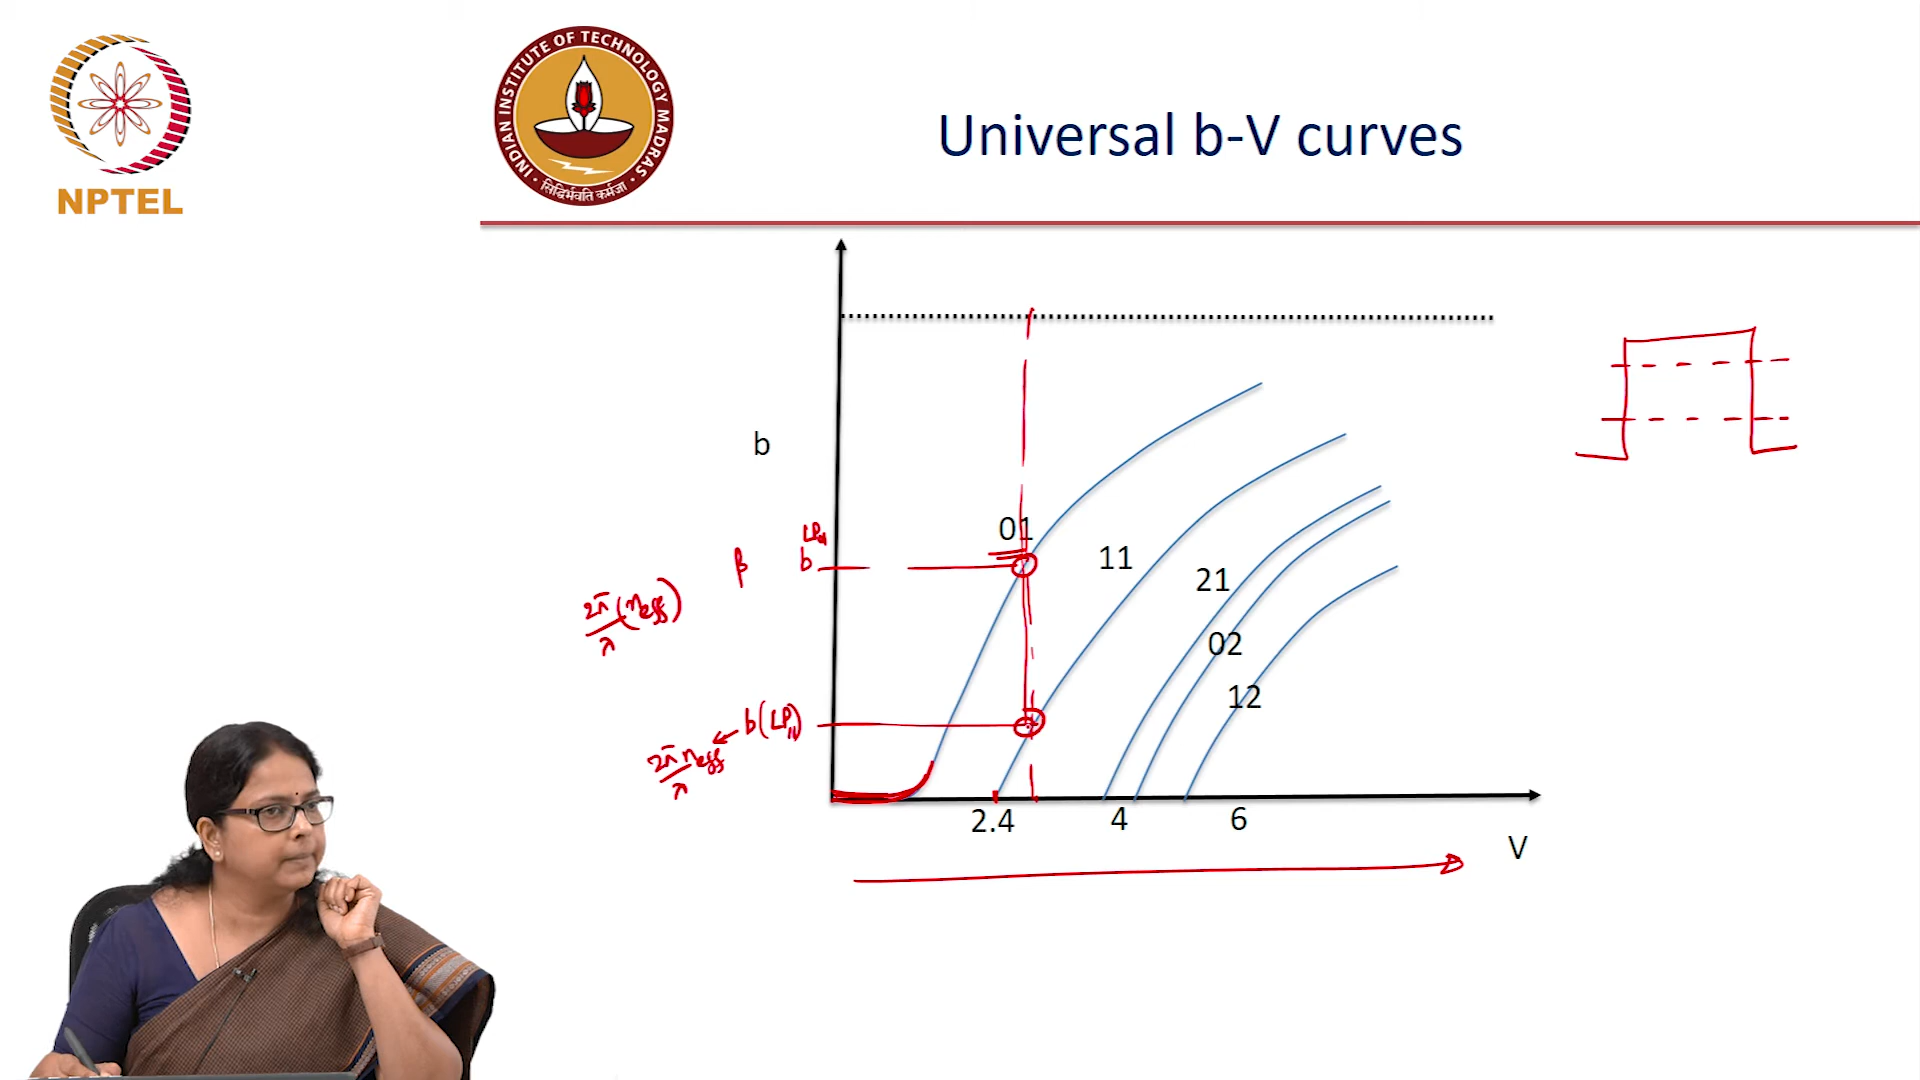 NPTEL
INDIAN INSTITUTE OF TECHNOLOGY MADRAS
सिद्धिर्भवति कर्मजा
Universal b-V curves
b
01
11
21
02
12
LP01
b
β
2π/λ (neff)
b(LP11)
2π/λ neff
2.4
4
6
V